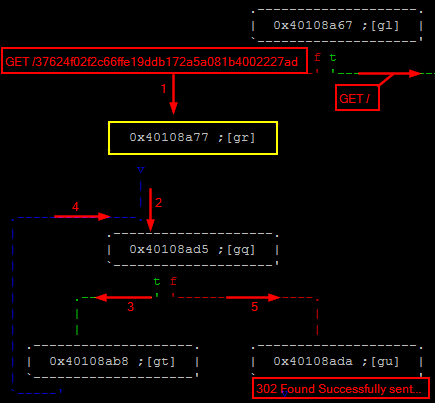 0x40108a67 ;[gl]
GET /37624f02f2c66ffe19ddb172a5a081b4002227ad
f t
GET /
1
0x40108a77 ;[gr]
v
4
2
0x40108ad5 ;[gq]
t f
3
5
0x40108ab8 ;[gt]
0x40108ada ;[gu]
302 Found Successfully sent...